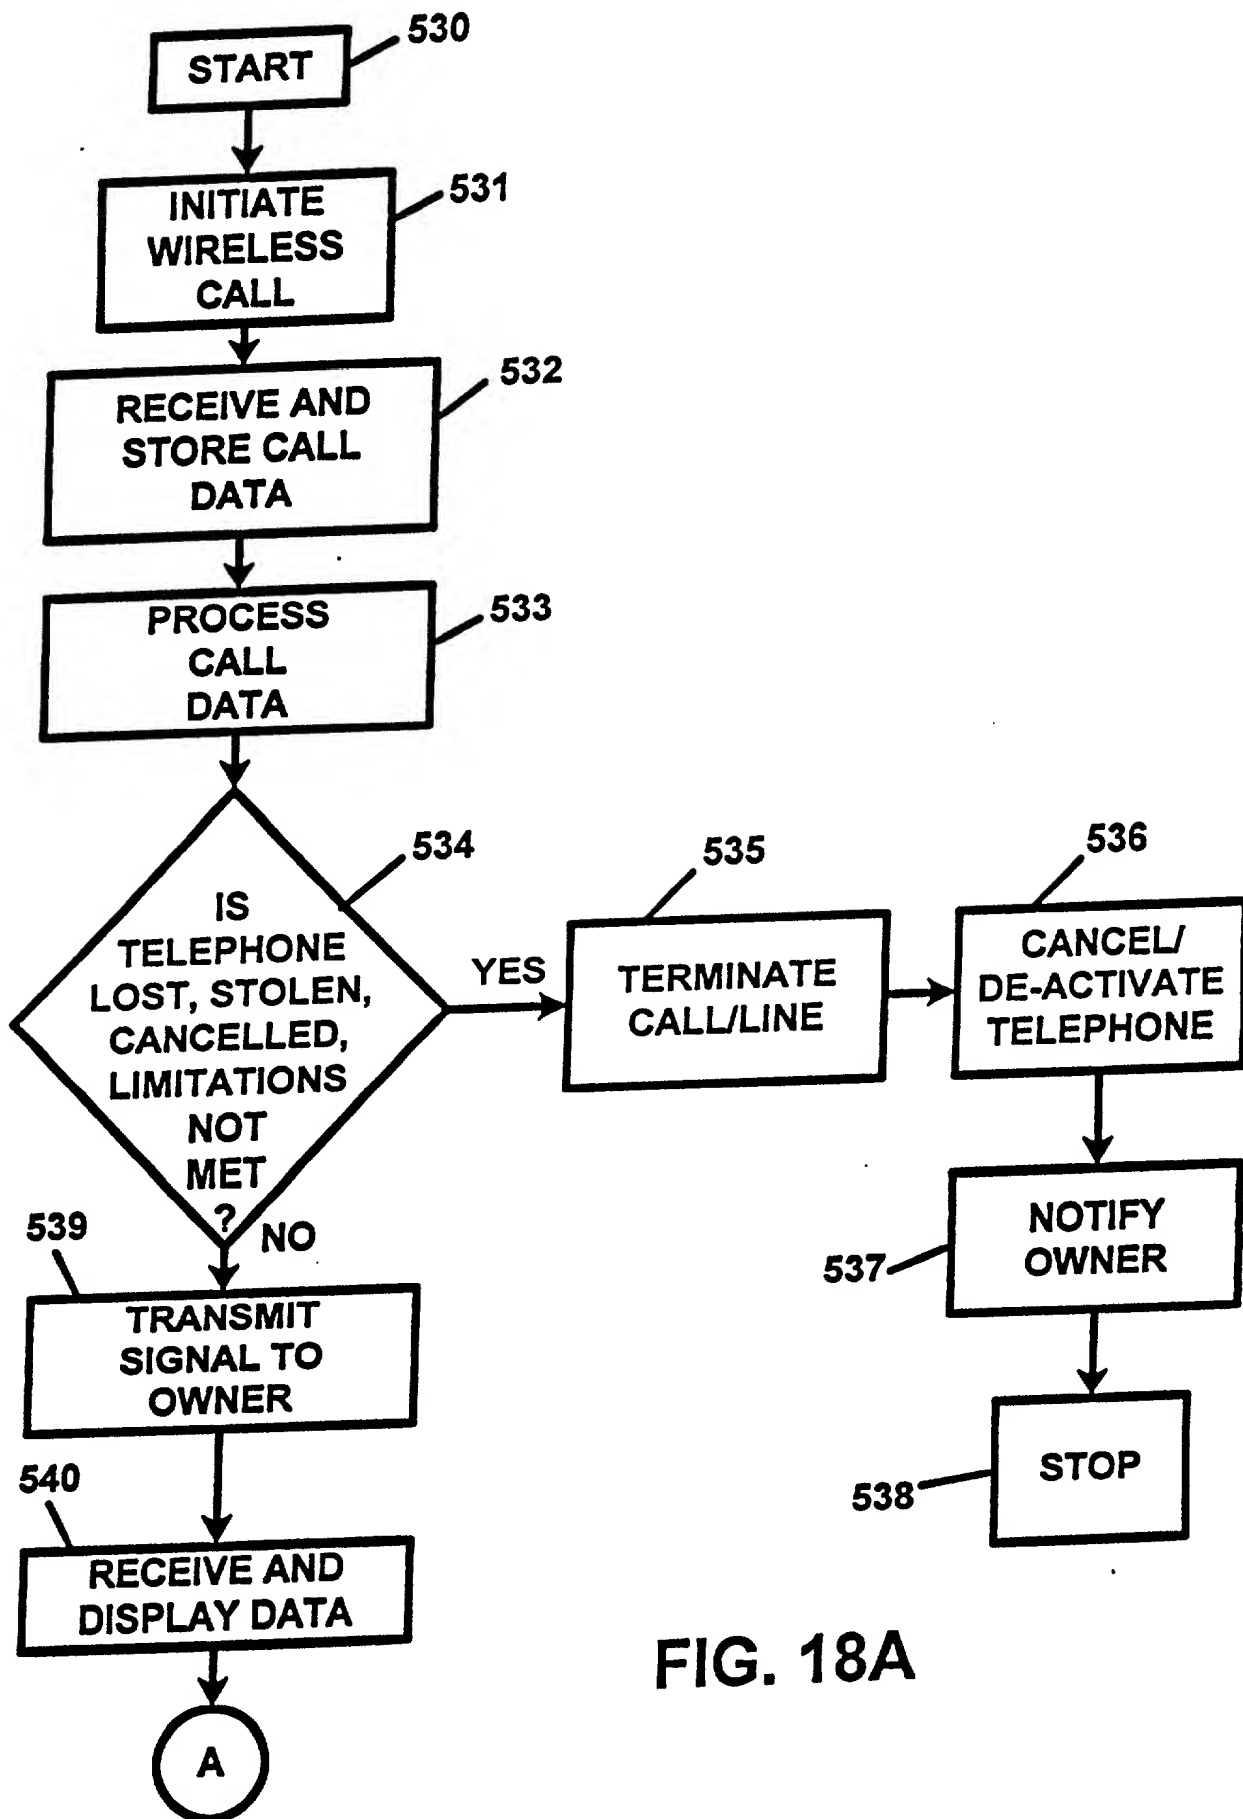 530
START
531
INITIATE
WIRELESS
CALL
532
RECEIVE AND
STORE CALL
DATA
533
PROCESS
CALL
DATA
534
IS
TELEPHONE
LOST, STOLEN,
CANCELLED,
LIMITATIONS
NOT
MET
?
YES
535
TERMINATE
CALL/LINE
536
CANCEL/
DE-ACTIVATE
TELEPHONE
537
NOTIFY
OWNER
538
STOP
NO
539
TRANSMIT
SIGNAL TO
OWNER
540
RECEIVE AND
DISPLAY DATA
A
FIG. 18A